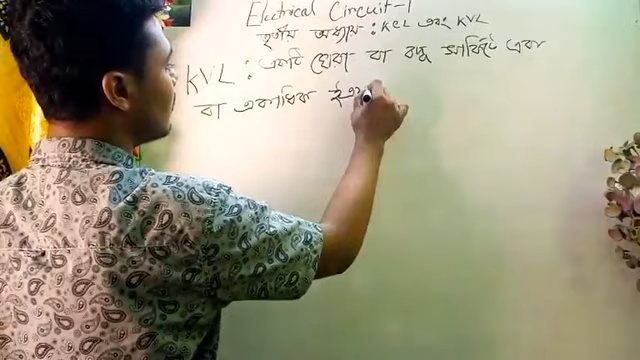 Electrical Circuit-1
তৃতীয় অধ্যায় : KCL এবং KVL
KVL : একটি ঘেরা বা বদ্ধ সার্কিটে এক
বা একাধিক ই